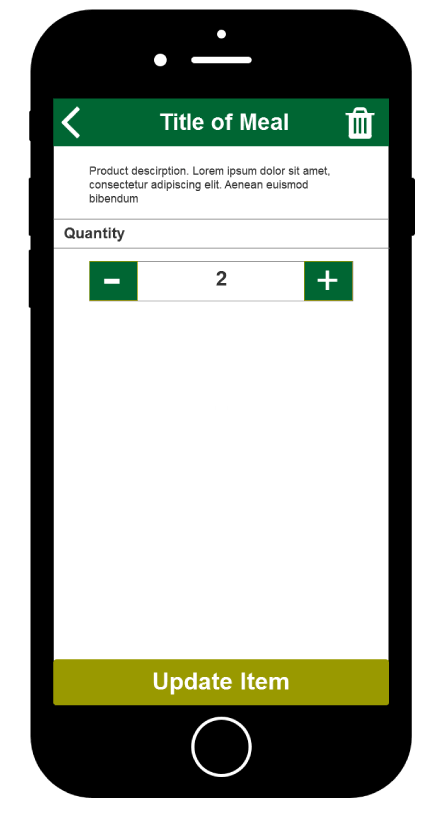 Title of Meal
Product descirption. Lorem ipsum dolor sit amet,
consectetur adipiscing elit. Aenean euismod
bibendum
Quantity
- 2 +
Update Item